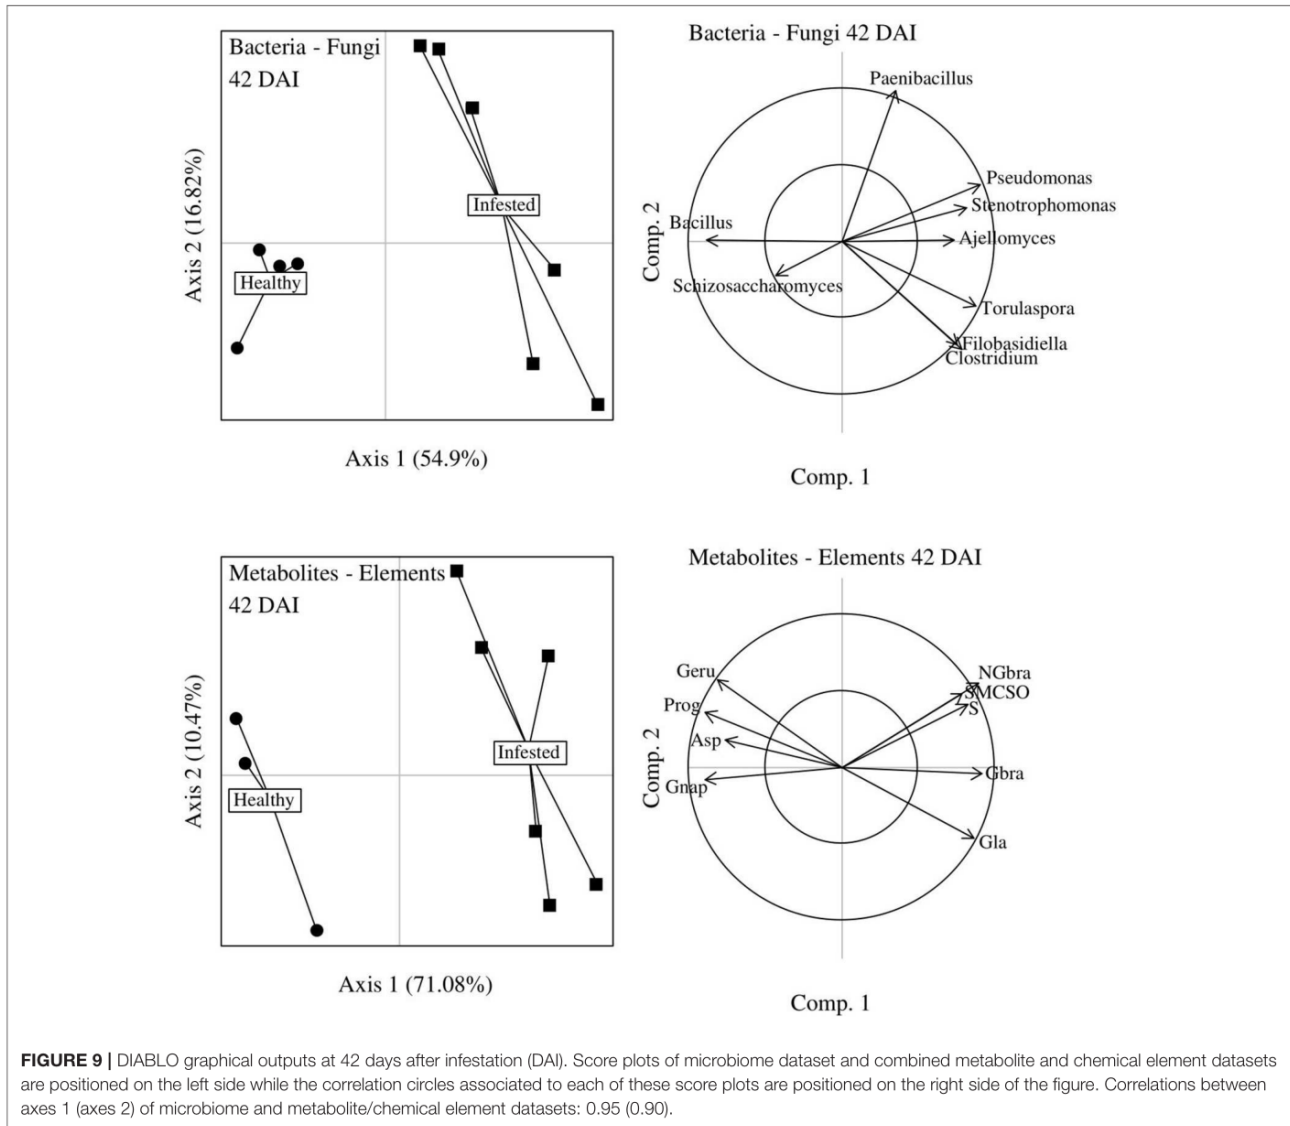 Bacteria - Fungi
42 DAI
Healthy
Infested
Axis 2 (16.82%)
Axis 1 (54.9%)
Bacteria - Fungi 42 DAI
Paenibacillus
Pseudomonas
Stenotrophomonas
Bacillus
Ajellomyces
Schizosaccharomyces
Torulaspora
Filobasidiella
Clostridium
Comp. 2
Comp. 1
Metabolites - Elements
42 DAI
Infested
Healthy
Axis 2 (10.47%)
Axis 1 (71.08%)
Metabolites - Elements 42 DAI
Geru
NGbra
SMCSO
Prog
S
Asp
Gnap
Gbra
Gla
Comp. 2
Comp. 1
FIGURE 9 | DIABLO graphical outputs at 42 days after infestation (DAI). Score plots of microbiome dataset and combined metabolite and chemical element datasets
are positioned on the left side while the correlation circles associated to each of these score plots are positioned on the right side of the figure. Correlations between
axes 1 (axes 2) of microbiome and metabolite/chemical element datasets: 0.95 (0.90).